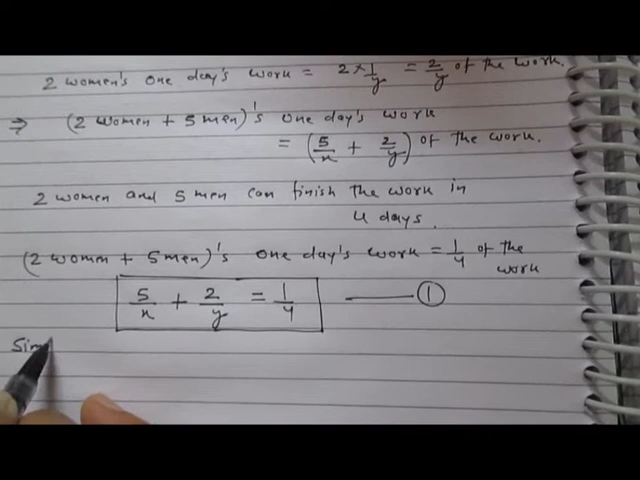 2 women's one day's work = 2 × 1/y = 2/y of the work.
⇒ (2 women + 5 men)'s one day's work
= (5/x + 2/y) of the work.
2 women and 5 men can finish the work in
4 days.
(2 women + 5 men)'s one day's work = 1/4 of the
work
5/x + 2/y = 1/4 —— ①
Sim